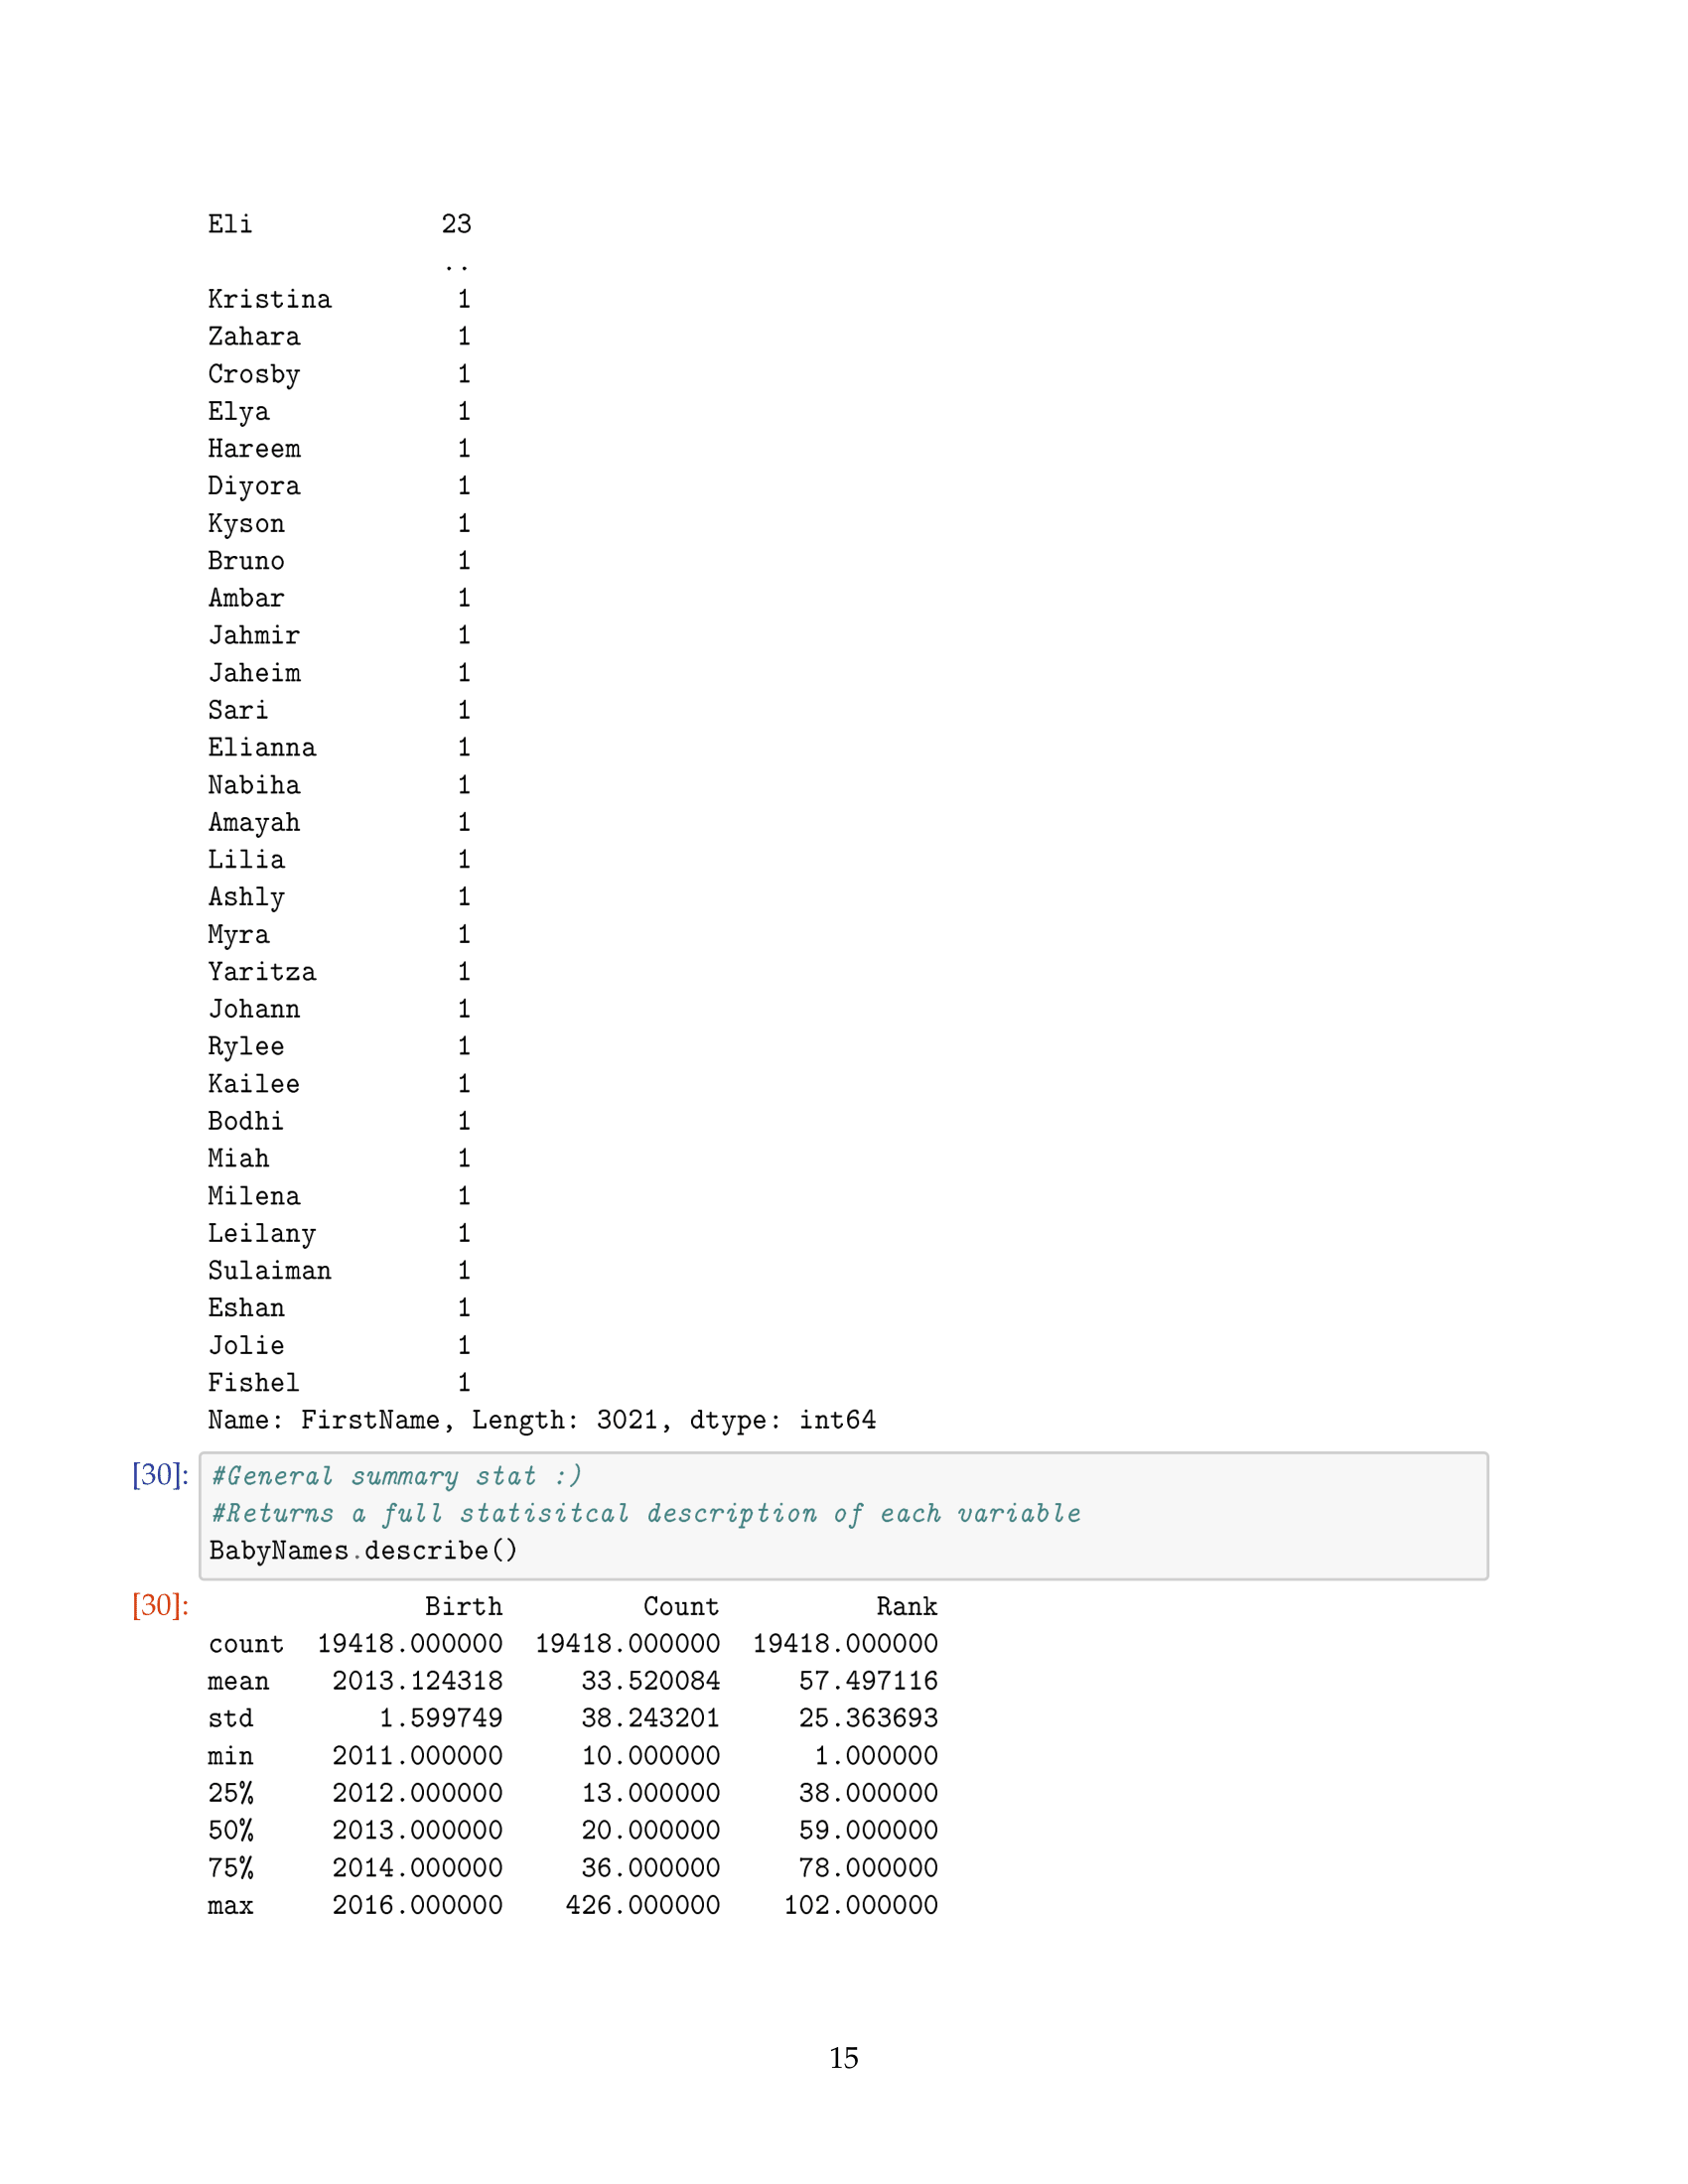 Eli            23
               ..
Kristina        1
Zahara          1
Crosby          1
Elya            1
Hareem          1
Diyora          1
Kyson           1
Bruno           1
Ambar           1
Jahmir          1
Jaheim          1
Sari            1
Elianna         1
Nabiha          1
Amayah          1
Lilia           1
Ashly           1
Myra            1
Yaritza         1
Johann          1
Rylee           1
Kailee          1
Bodhi           1
Miah            1
Milena          1
Leilany         1
Sulaiman        1
Eshan           1
Jolie           1
Fishel          1
Name: FirstName, Length: 3021, dtype: int64
[30]: #General summary stat :)
#Returns a full statisitcal description of each variable
BabyNames.describe()
[30]:               Birth         Count          Rank
count  19418.000000  19418.000000  19418.000000
mean    2013.124318     33.520084     57.497116
std        1.599749     38.243201     25.363693
min     2011.000000     10.000000      1.000000
25%     2012.000000     13.000000     38.000000
50%     2013.000000     20.000000     59.000000
75%     2014.000000     36.000000     78.000000
max     2016.000000    426.000000    102.000000
15